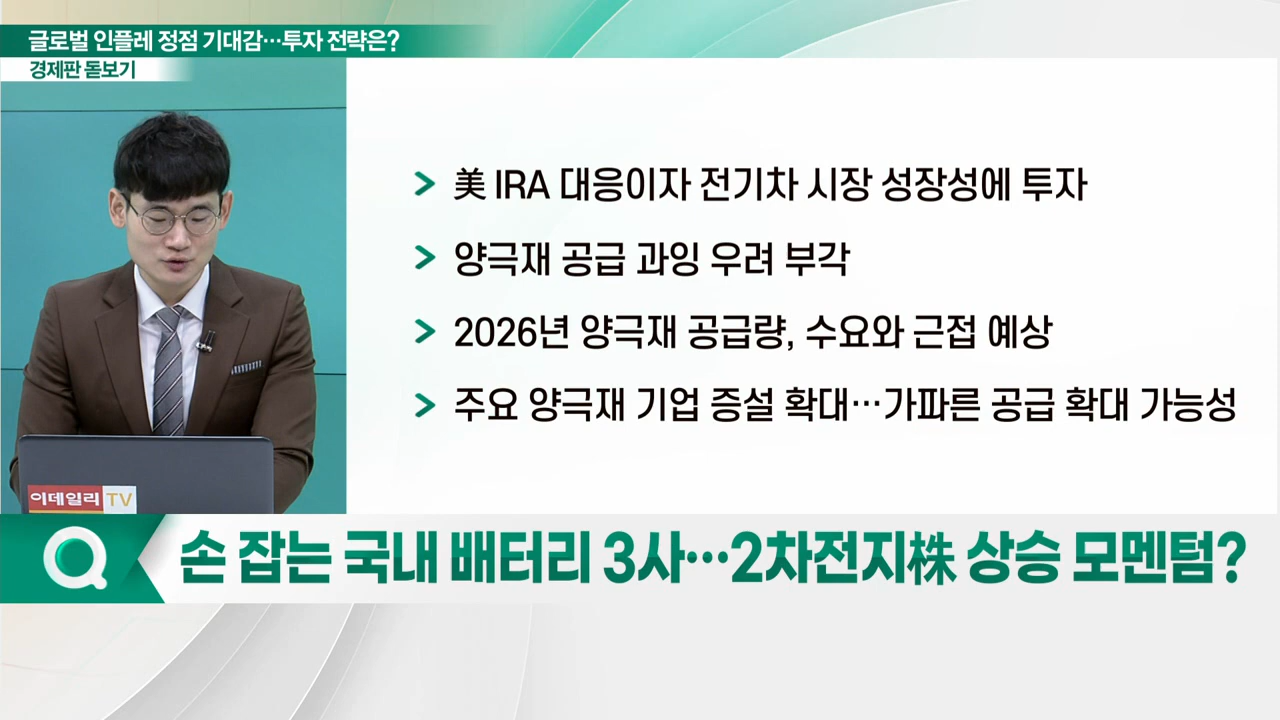 글로벌 인플레 정점 기대감…투자 전략은?
경제판 돋보기
> 美 IRA 대응이자 전기차 시장 성장성에 투자
> 양극재 공급 과잉 우려 부각
> 2026년 양극재 공급량, 수요와 근접 예상
> 주요 양극재 기업 증설 확대…가파른 공급 확대 가능성
이데일리 TV
Q 손 잡는 국내 배터리 3사…2차전지株 상승 모멘텀?